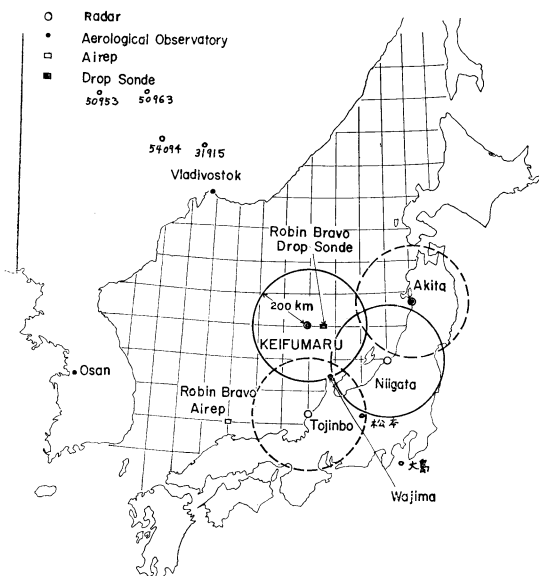 Radar
Aerological Observatory
Airep
Drop Sonde
50953 50963
54094 31915
Vladivostok
Robin Bravo
Drop Sonde
Akita
200 km
KEIFUMARU
Niigata
Osan
Robin Bravo
Airep
Tojinbo
松本
大島
Wajima